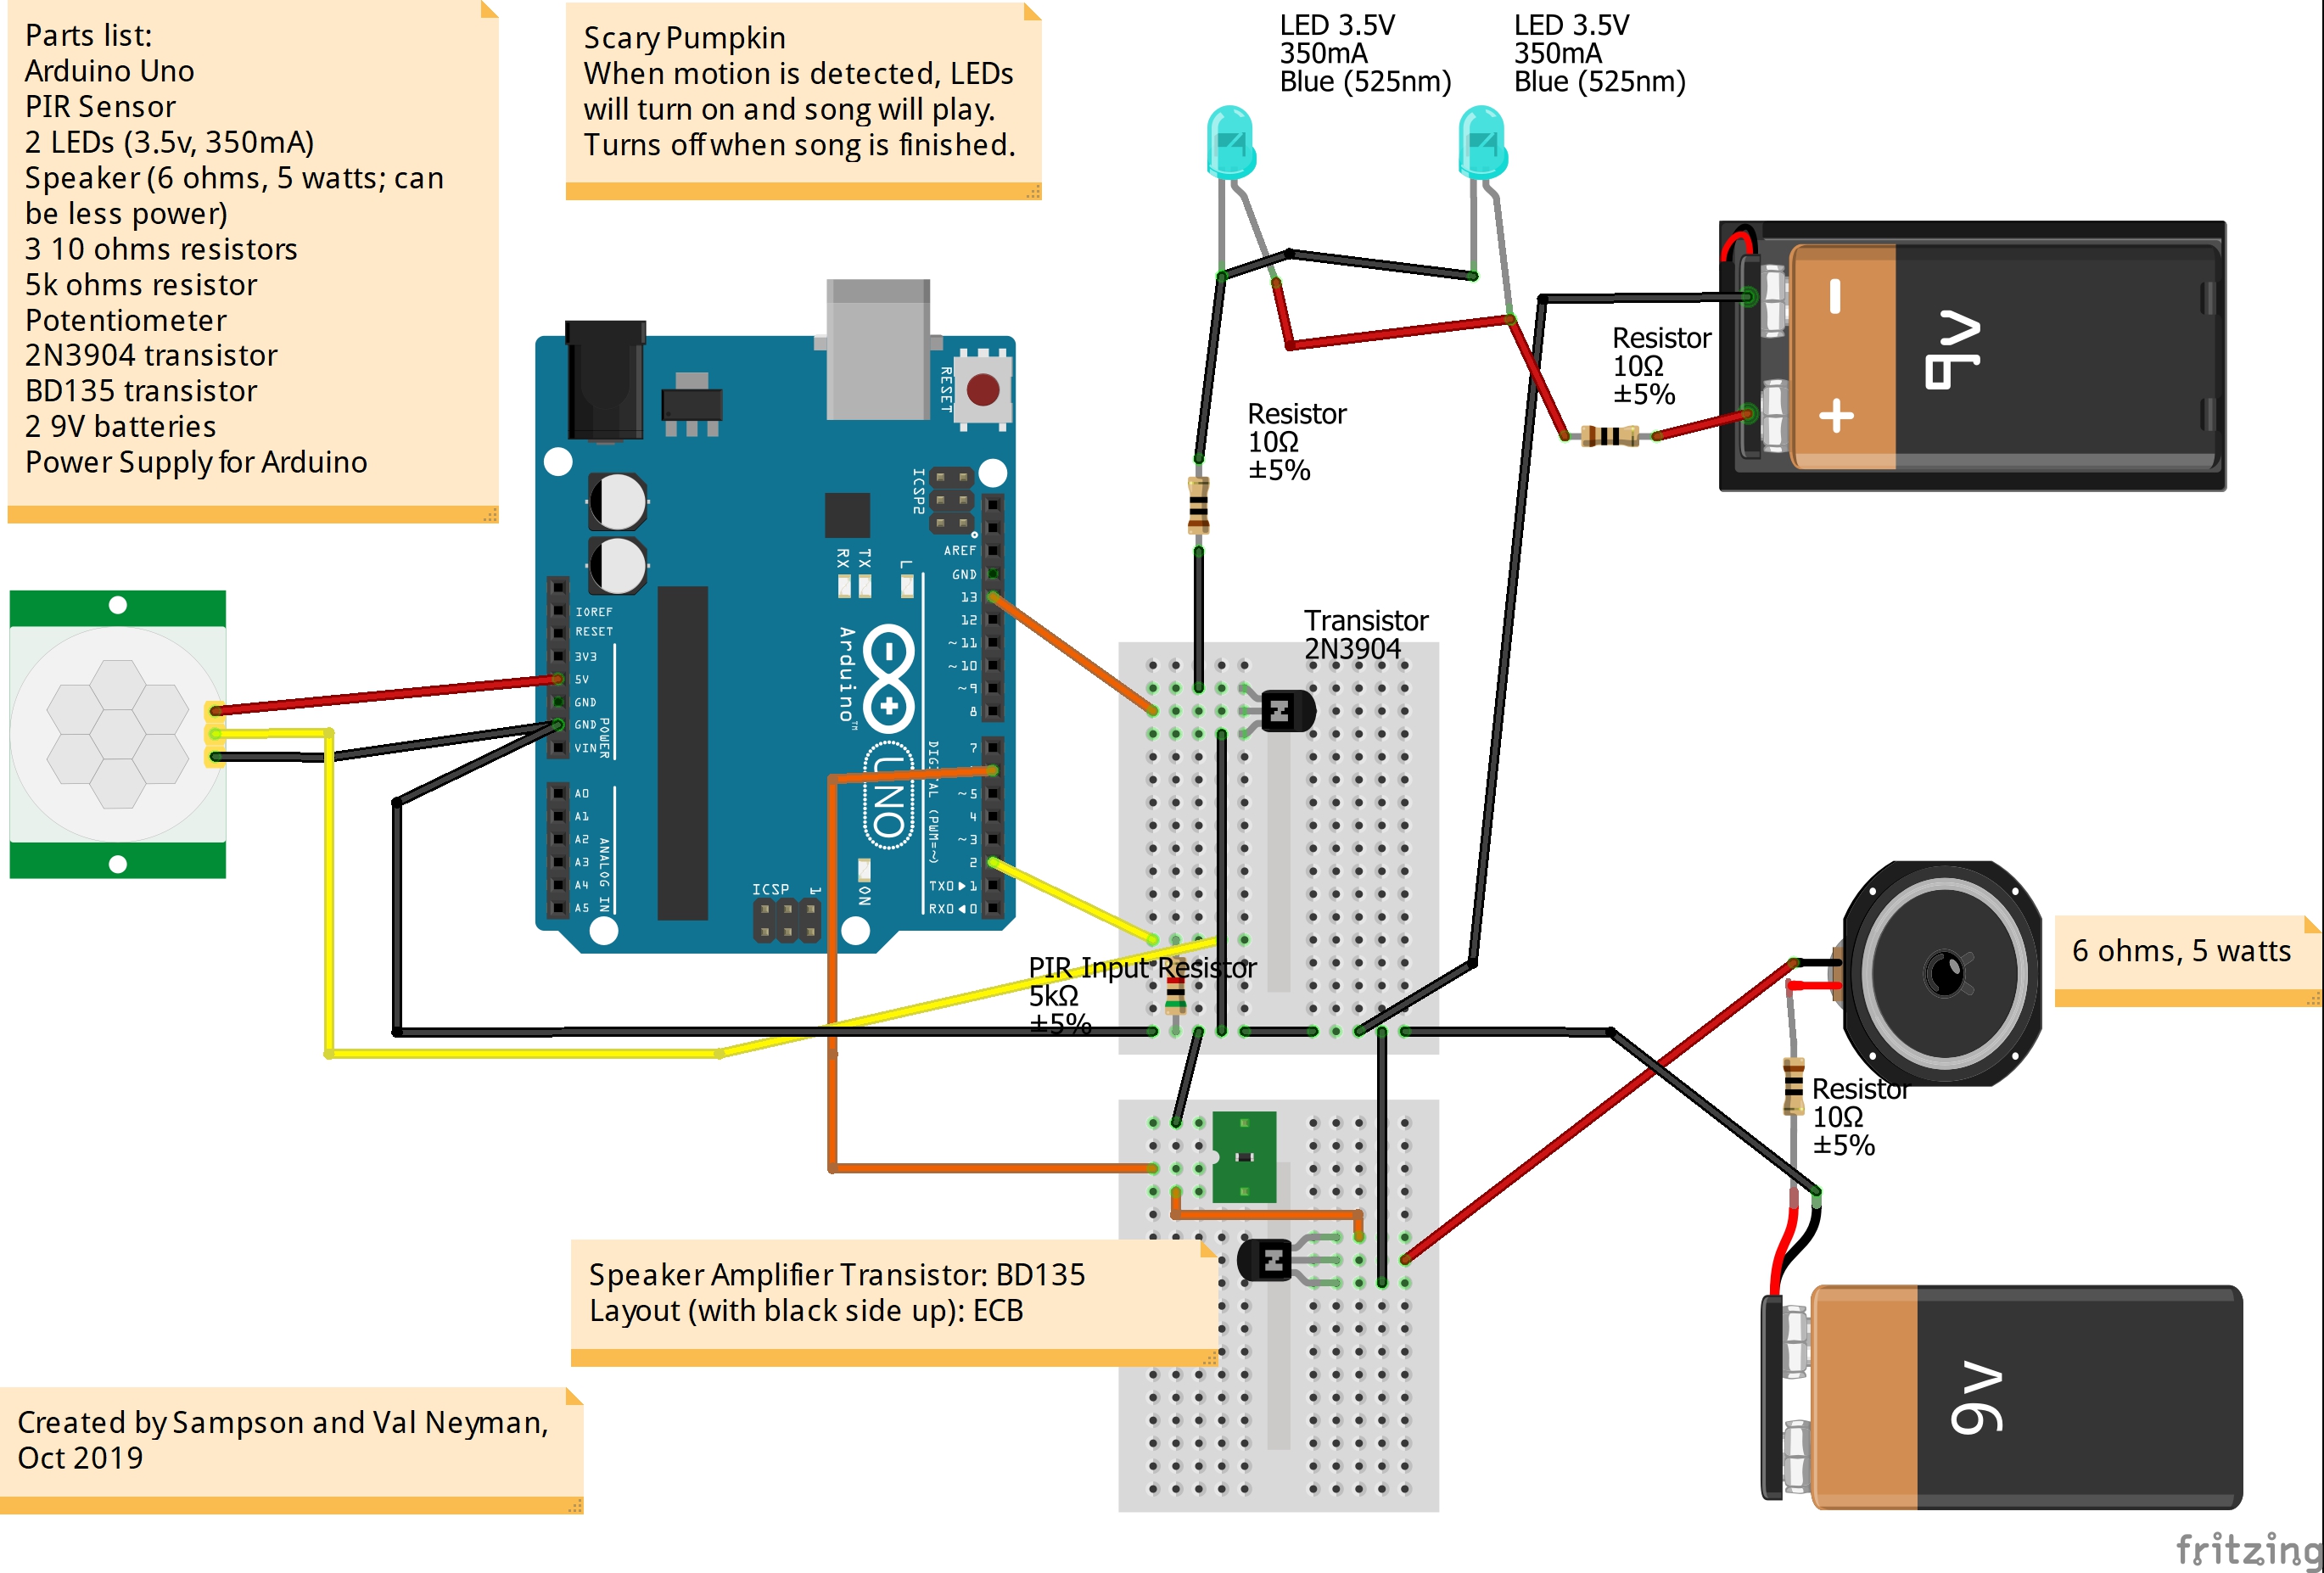 Parts list:
Arduino Uno
PIR Sensor
2 LEDs (3.5v, 350mA)
Speaker (6 ohms, 5 watts; can
be less power)
3 10 ohms resistors
5k ohms resistor
Potentiometer
2N3904 transistor
BD135 transistor
2 9V batteries
Power Supply for Arduino
Scary Pumpkin
When motion is detected, LEDs
will turn on and song will play.
Turns off when song is finished.
LED 3.5V
350mA
Blue (525nm)
LED 3.5V
350mA
Blue (525nm)
Resistor
10Ω
±5%
Resistor
10Ω
±5%
- +
9v
RESET
ICSP2
AREF
GND
13
12
~11
~10
~9
8
7
~5
4
~3
2
TX0▶1
RX0◀0
RX
TX
L
IOREF
RESET
3V3
5V
GND
GND
VIN
POWER
A0
A1
A2
A3
A4
A5
ANALOG IN
Arduino™
UNO
DIGITAL (PWM=~)
ICSP
1
ON
Transistor
2N3904
N
PIR Input Resistor
5kΩ
±5%
6 ohms, 5 watts
Resistor
10Ω
±5%
Speaker Amplifier Transistor: BD135
Layout (with black side up): ECB
N
9v
Created by Sampson and Val Neyman,
Oct 2019
fritzing